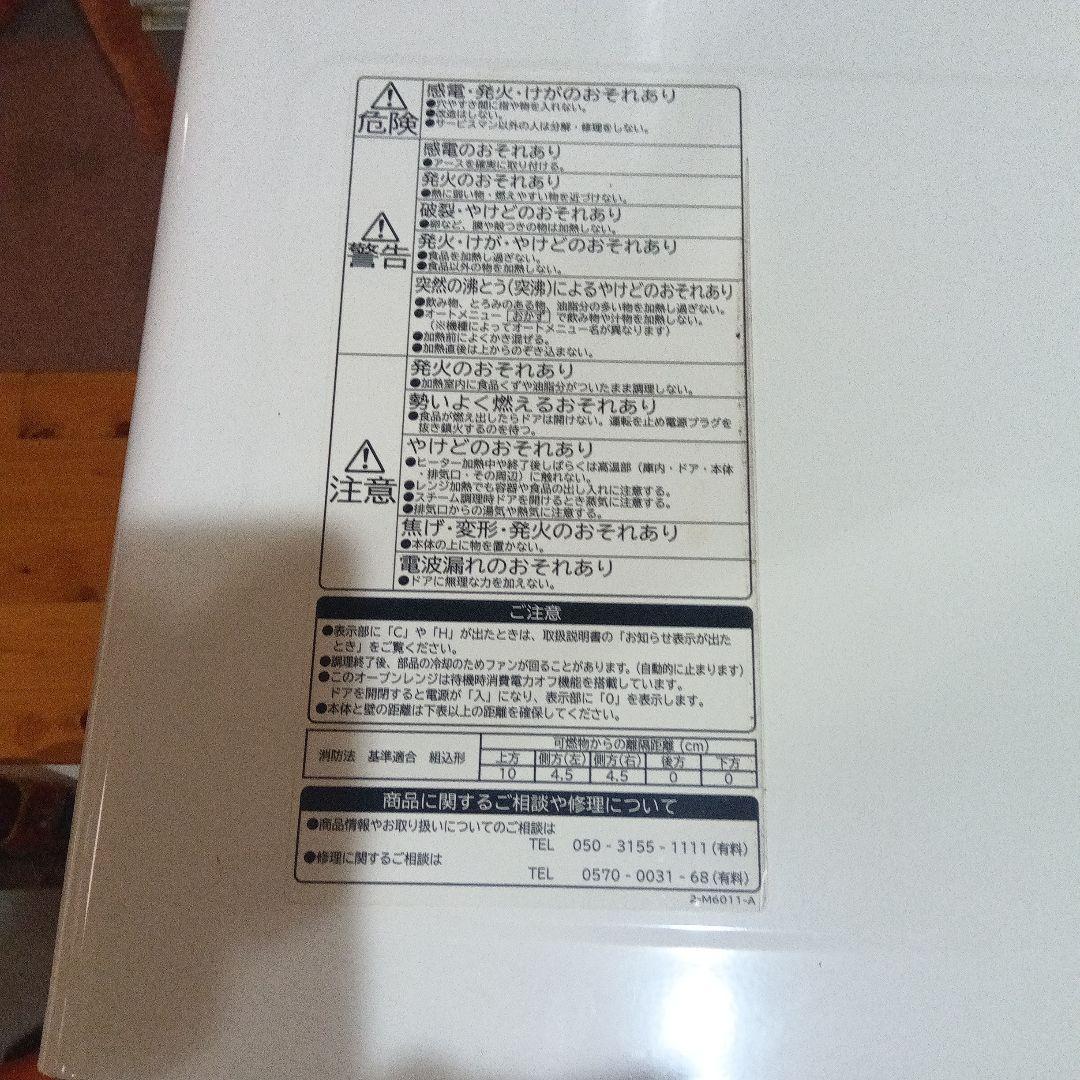 危険
感電・発火・けがのおそれあり
●穴やすき間に指や物を入れない。
●改造はしない。
●サービスマン以外の人は分解・修理をしない。
警告
感電のおそれあり
●アースを確実に取り付ける。
発火のおそれあり
●熱に弱い物・燃えやすい物を近づけない。
破裂・やけどのおそれあり
●卵など、膜や殻つきの物は加熱しない。
発火・けが・やけどのおそれあり
●食品を加熱し過ぎない。
●食品以外の物を加熱しない。
突然の沸とう(突沸)によるやけどのおそれあり
●飲み物、とろみのある物、油脂分の多い物を加熱し過ぎない。
●オートメニュー おかず で飲み物や汁物を加熱しない。
(※機種によってオートメニュー名が異なります)
●加熱前によくかき混ぜる。
●加熱直後は上からのぞき込まない。
注意
発火のおそれあり
●加熱室内に食品くずや油脂分がついたまま調理しない。
勢いよく燃えるおそれあり
●食品が燃え出したらドアは開けない。運転を止め電源プラグを
抜き鎮火するのを待つ。
やけどのおそれあり
●ヒーター加熱中や終了後しばらくは高温部(庫内・ドア・本体
・排気口・その周辺)に触れない。
●レンジ加熱でも容器や食品の出し入れに注意する。
●スチーム調理時ドアを開けるとき蒸気に注意する。
●排気口からの湯気や熱気に注意する。
焦げ・変形・発火のおそれあり
●本体の上に物を置かない。
電波漏れのおそれあり
●ドアに無理な力を加えない。
ご注意
●表示部に「C」や「H」が出たときは、取扱説明書の「お知らせ表示が出た
とき」をご覧ください。
●調理終了後、部品の冷却のためファンが回ることがあります。(自動的に止まります)
●このオーブンレンジは待機時消費電力オフ機能を搭載しています。
ドアを開閉すると電源が「入」になり、表示部に「0」を表示します。
●本体と壁の距離は下表以上の距離を確保してください。
消防法 基準適合 組込形
可燃物からの離隔距離(cm)
上方 側方(左) 側方(右) 後方 下方
10 4.5 4.5 0 0
商品に関するご相談や修理について
●商品情報やお取り扱いについてのご相談は
TEL 050-3155-1111(有料)
●修理に関するご相談は
TEL 0570-0031-68(有料)
2-M6011-A